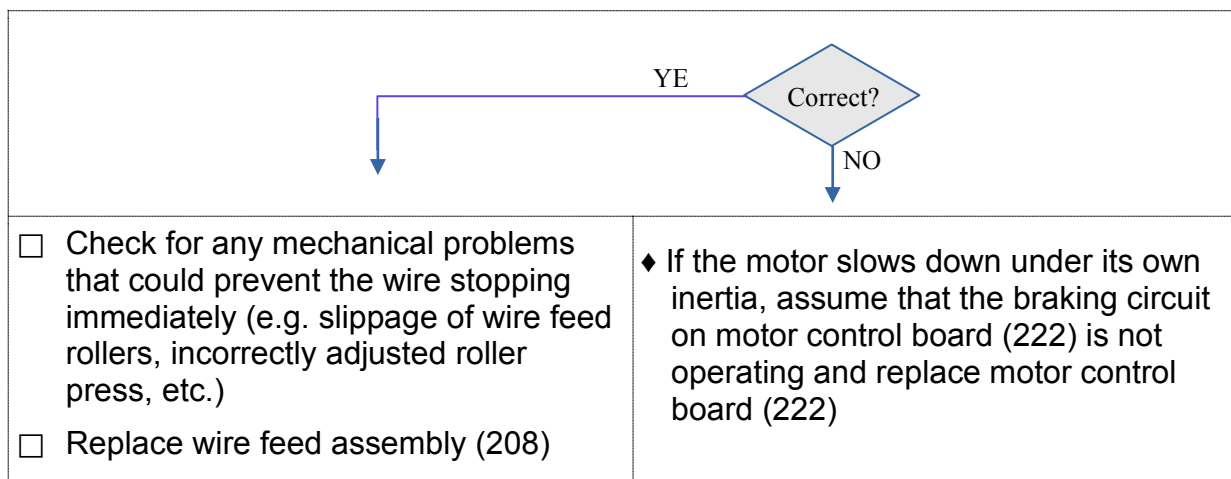 YE
Correct?
NO
□ Check for any mechanical problems
that could prevent the wire stopping
immediately (e.g. slippage of wire feed
rollers, incorrectly adjusted roller
press, etc.)
□ Replace wire feed assembly (208)
♦ If the motor slows down under its own
inertia, assume that the braking circuit
on motor control board (222) is not
operating and replace motor control
board (222)